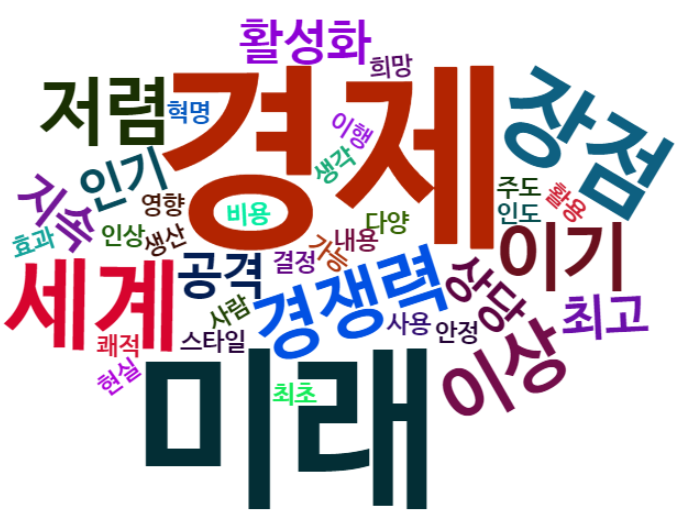 활성화
희망
저렴
혁명
경제
장점
이행
생각
인기
지속
영향
비용
주도
활용
인도
다양
효과
인상
생산
내용
가능
결정
이기
세계
공격
경쟁력
상당
최고
사람
사용
안정
쾌적
스타일
현실
이상
미래
최초